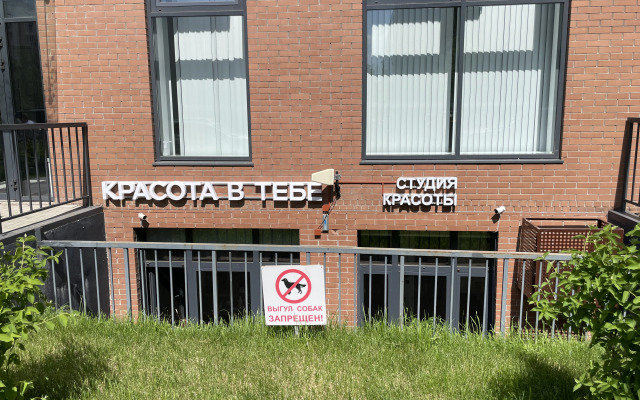 КРАСОТА В ТЕБЕ
СТУДИЯ
КРАСОТЫ
ВЫГУЛ СОБАК
ЗАПРЕЩЕН!